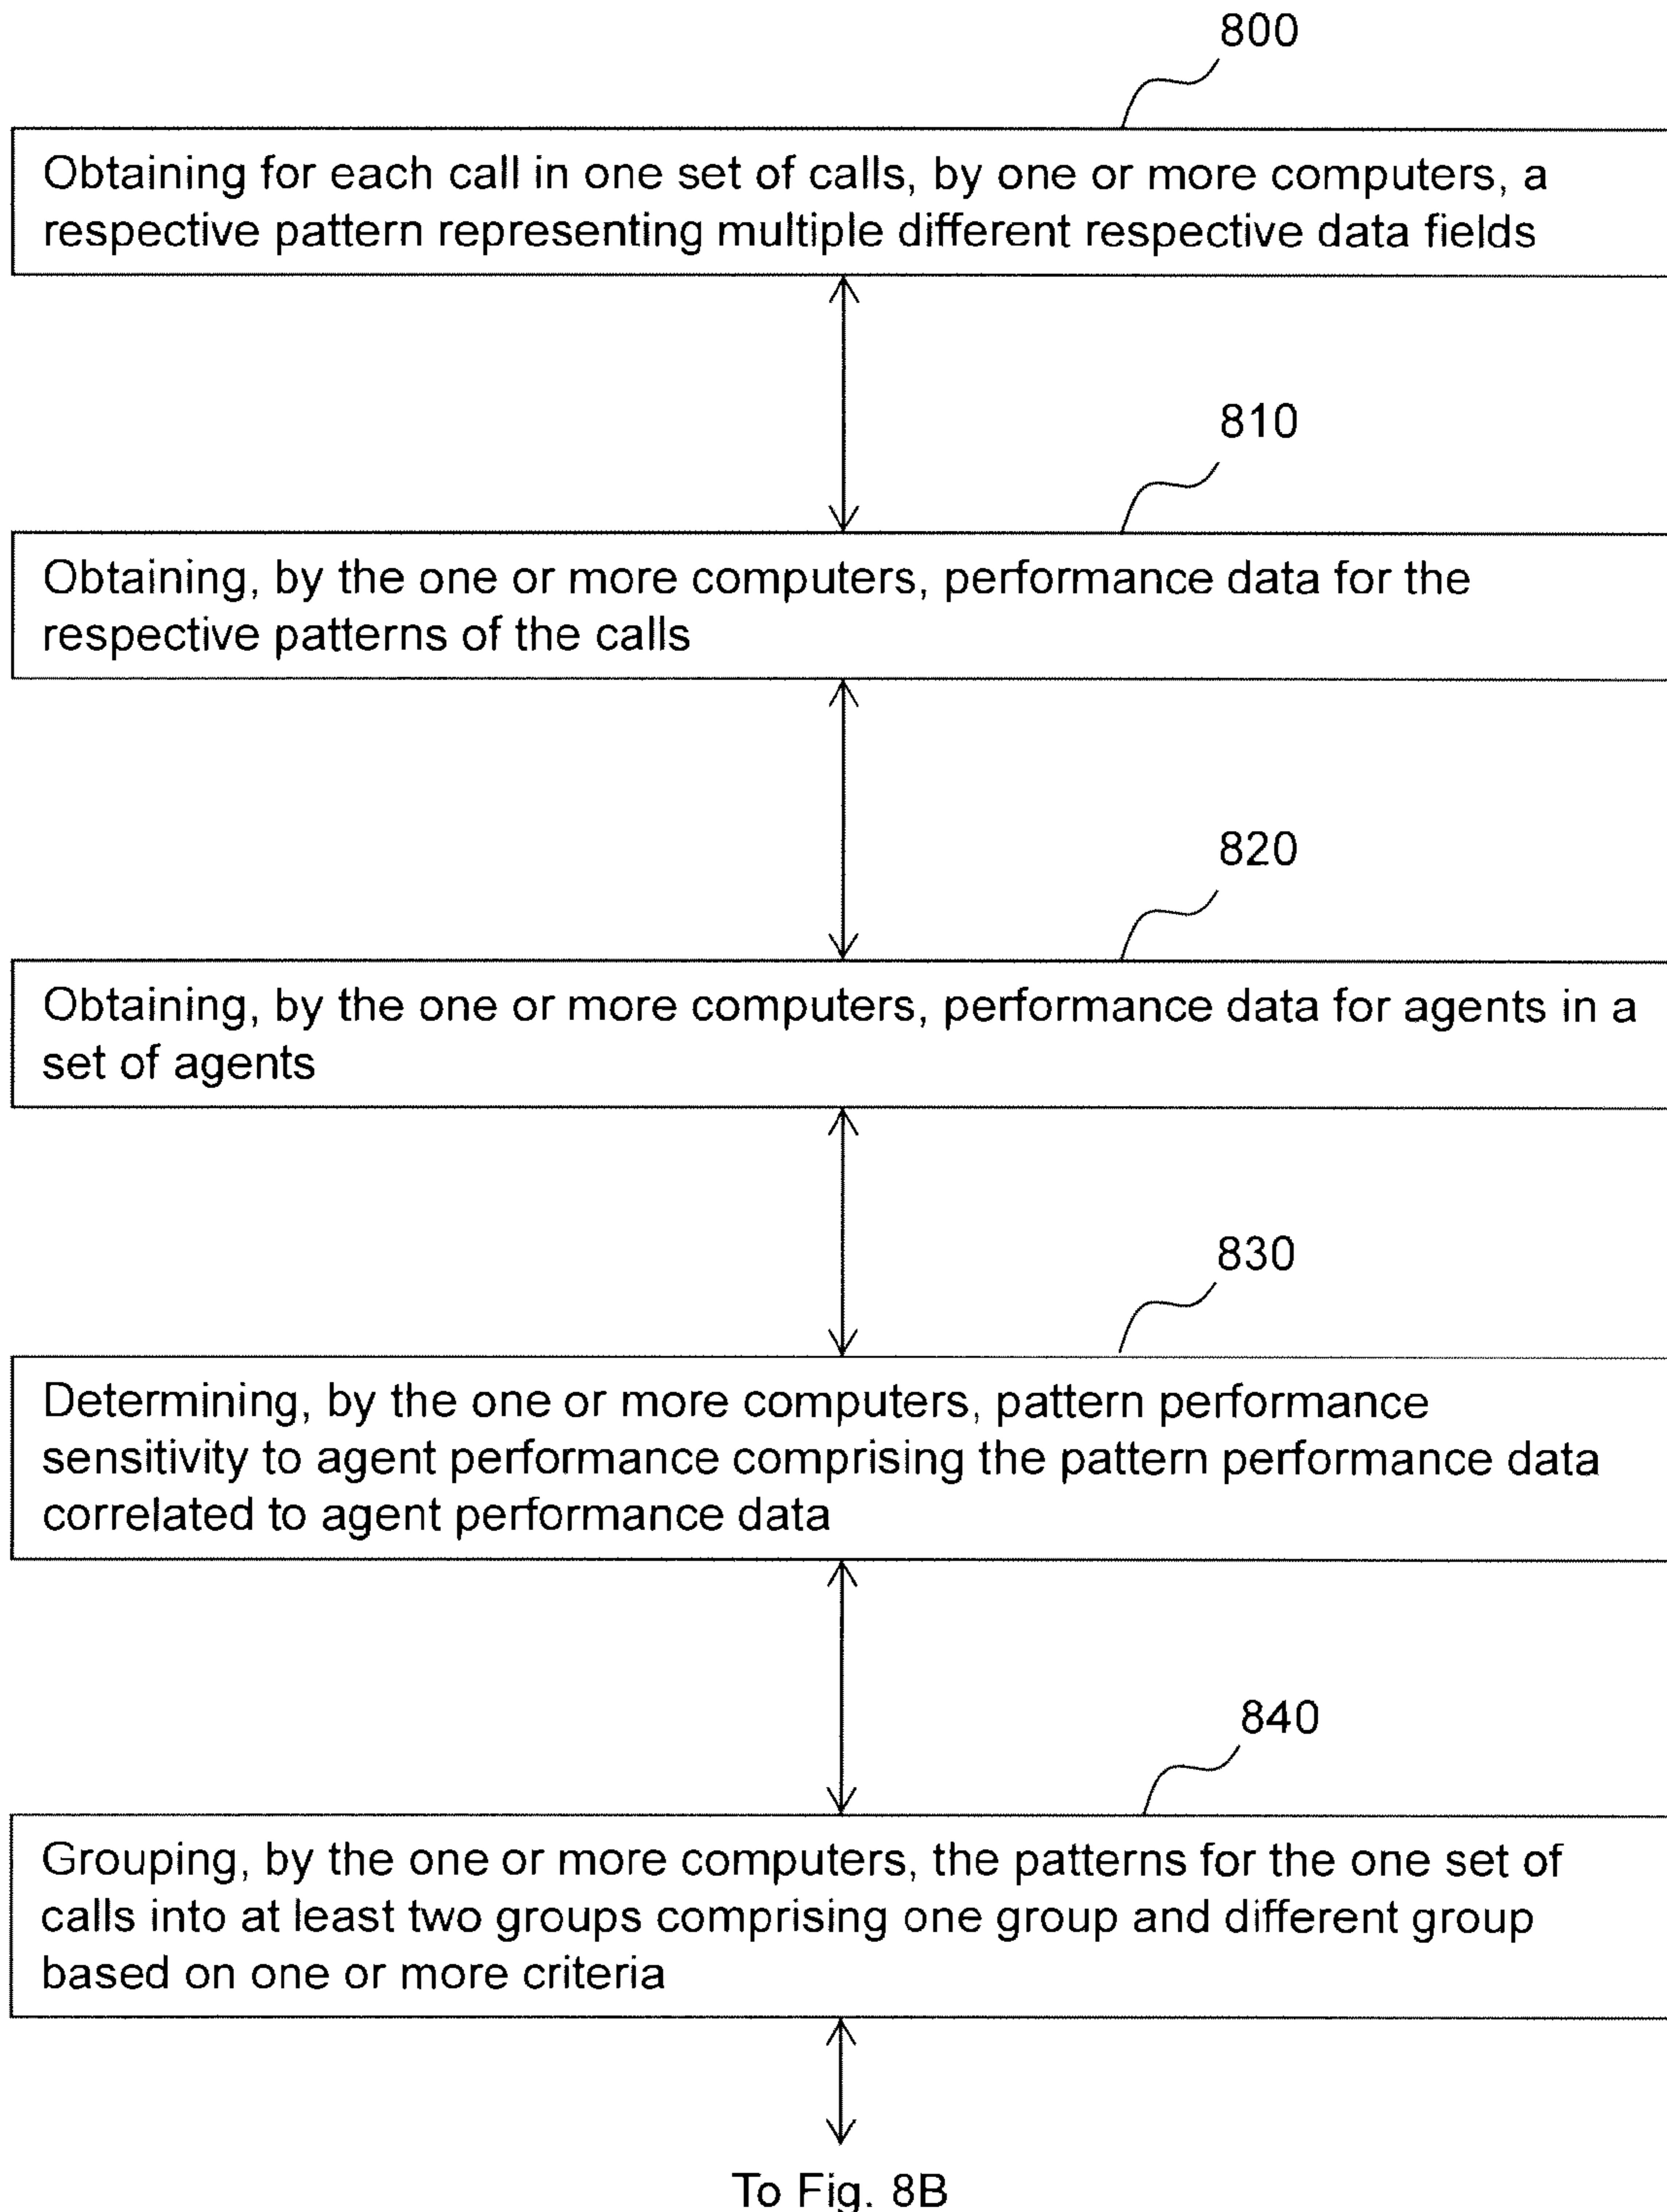 800
Obtaining for each call in one set of calls, by one or more computers, a
respective pattern representing multiple different respective data fields
810
Obtaining, by the one or more computers, performance data for the
respective patterns of the calls
820
Obtaining, by the one or more computers, performance data for agents in a
set of agents
830
Determining, by the one or more computers, pattern performance
sensitivity to agent performance comprising the pattern performance data
correlated to agent performance data
840
Grouping, by the one or more computers, the patterns for the one set of
calls into at least two groups comprising one group and different group
based on one or more criteria
To Fig. 8B